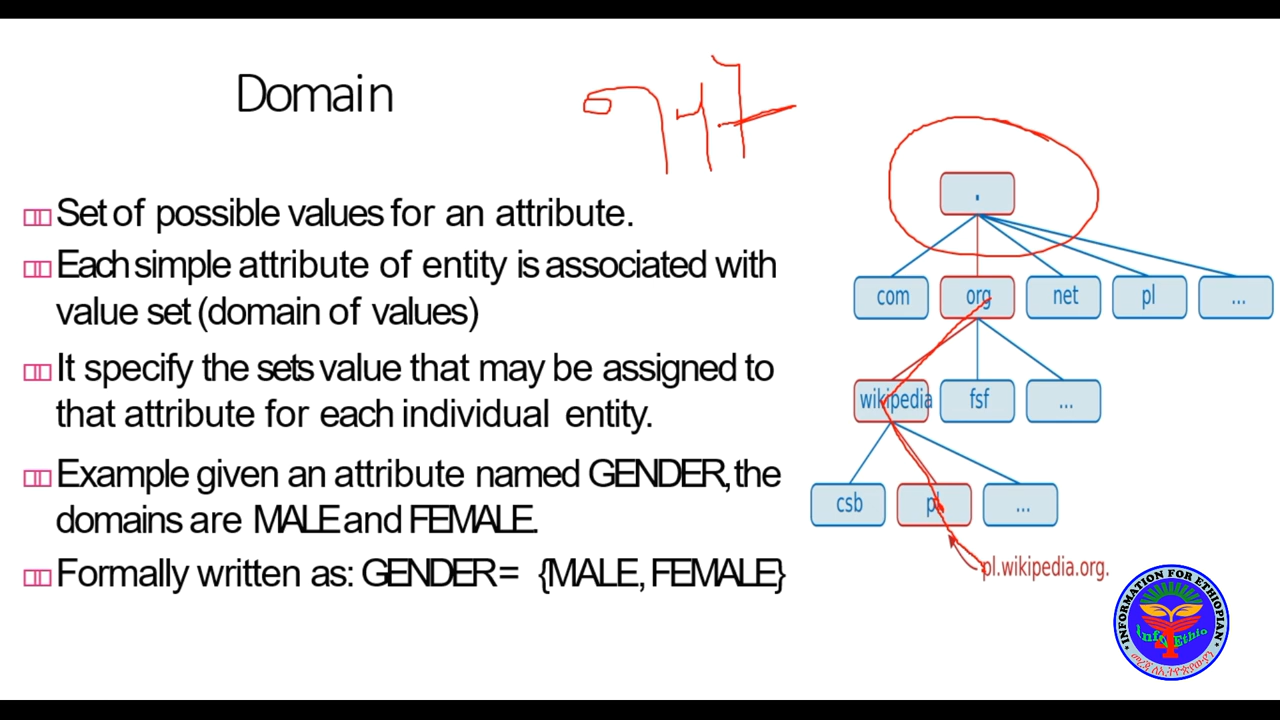 Domain
Set of possible values for an attribute.
Each simple attribute of entity is associated with
value set (domain of values)
It specify the sets value that may be assigned to
that attribute for each individual entity.
Example given an attribute named GENDER, the
domains are MALE and FEMALE.
Formally written as: GENDER = {MALE, FEMALE}
.
com org net pl ...
wikipedia fsf ...
csb pl ...
pl.wikipedia.org.
INFORMATION FOR ETHIOPIAN
Info Ethio
መረጃ ለኢትዮጵያውያን